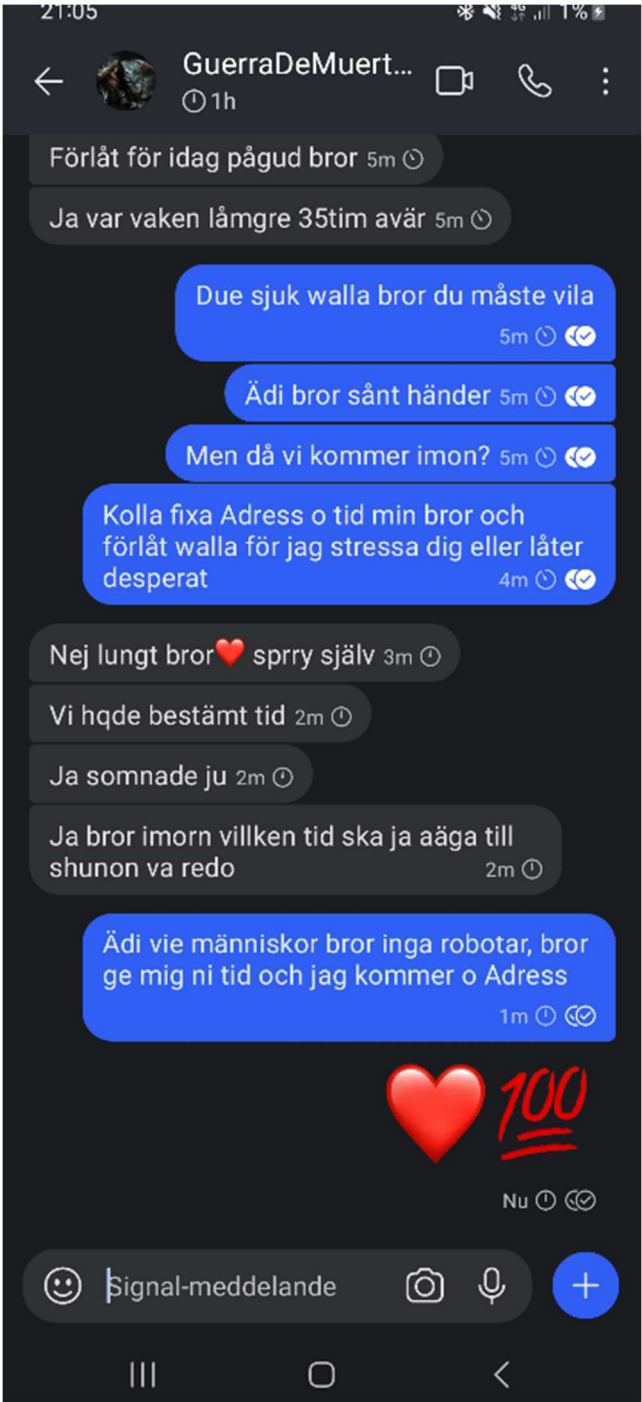 21:05
4G 1%
GuerraDeMuert...
1h
Förlåt för idag pågud bror 5m
Ja var vaken låmgre 35tim avär 5m
Due sjuk walla bror du måste vila
5m
Ädi bror sånt händer 5m
Men då vi kommer imon? 5m
Kolla fixa Adress o tid min bror och
förlåt walla för jag stressa dig eller låter
desperat 4m
Nej lungt bror❤️ sprry själv 3m
Vi hqde bestämt tid 2m
Ja somnade ju 2m
Ja bror imorn villken tid ska ja aäga till
shunon va redo 2m
Ädi vie människor bror inga robotar, bror
ge mig ni tid och jag kommer o Adress
1m
❤️💯
Nu
Signal-meddelande